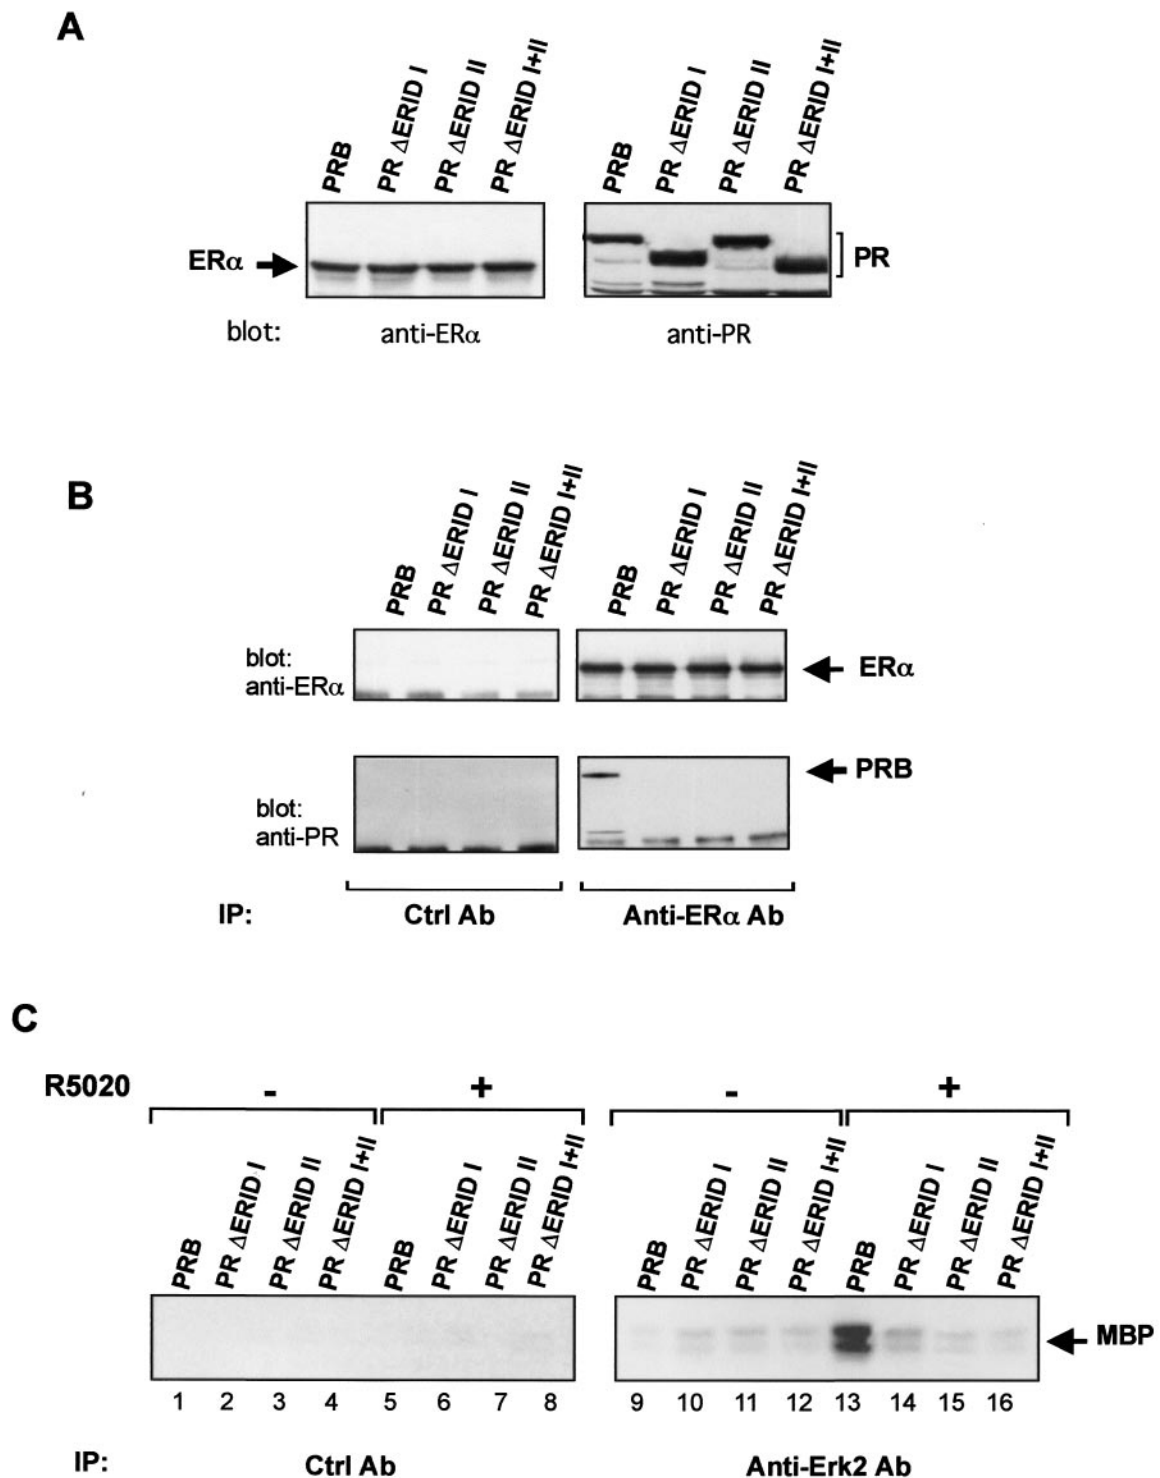 A
PRB
PR ΔERID I
PR ΔERID II
PR ΔERID I+II
PRB
PR ΔERID I
PR ΔERID II
PR ΔERID I+II
ERα
PR
blot:
anti-ERα
anti-PR
B
PRB
PR ΔERID I
PR ΔERID II
PR ΔERID I+II
PRB
PR ΔERID I
PR ΔERID II
PR ΔERID I+II
blot:
anti-ERα
ERα
PRB
blot:
anti-PR
IP:
Ctrl Ab
Anti-ERα Ab
C
R5020
-
+
-
+
PRB
PR ΔERID I
PR ΔERID II
PR ΔERID I+II
PRB
PR ΔERID I
PR ΔERID II
PR ΔERID I+II
PRB
PR ΔERID I
PR ΔERID II
PR ΔERID I+II
PRB
PR ΔERID I
PR ΔERID II
PR ΔERID I+II
MBP
1 2 3 4 5 6 7 8
9 10 11 12 13 14 15 16
IP:
Ctrl Ab
Anti-Erk2 Ab